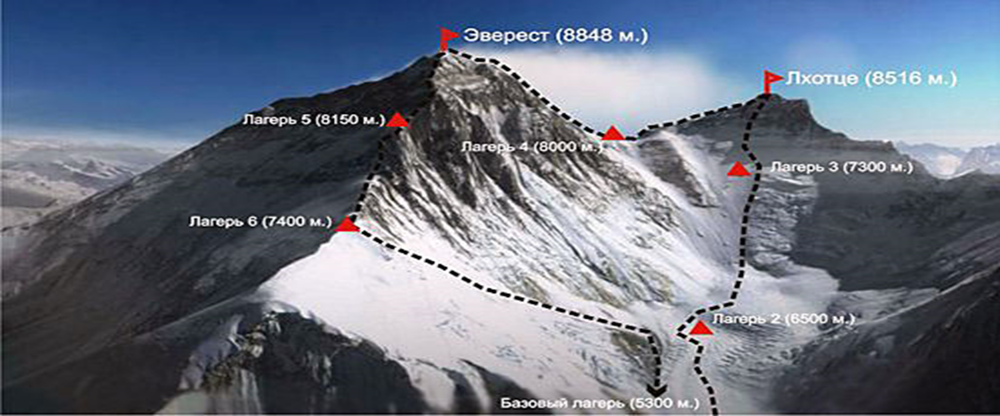 Эверест (8848 м.)
Лхотце (8516 м.)
Лагерь 5 (8150 м.)
Лагерь 4 (8000 м.)
Лагерь 3 (7300 м.)
Лагерь 6 (7400 м.)
Лагерь 2 (6500 м.)
Базовый лагерь (5300 м.)